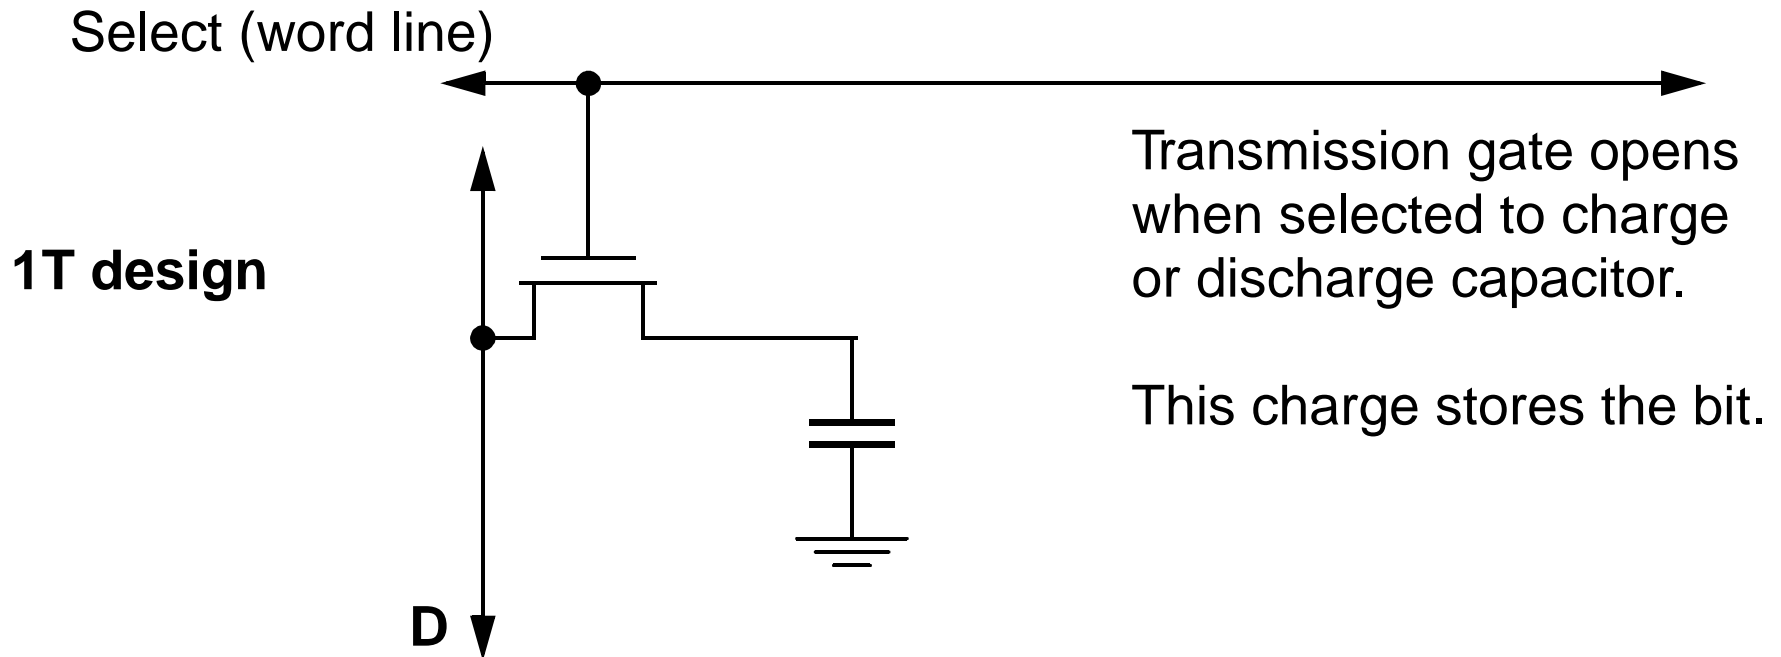 Select (word line)
Transmission gate opens
when selected to charge
or discharge capacitor.
1T design
This charge stores the bit.
D